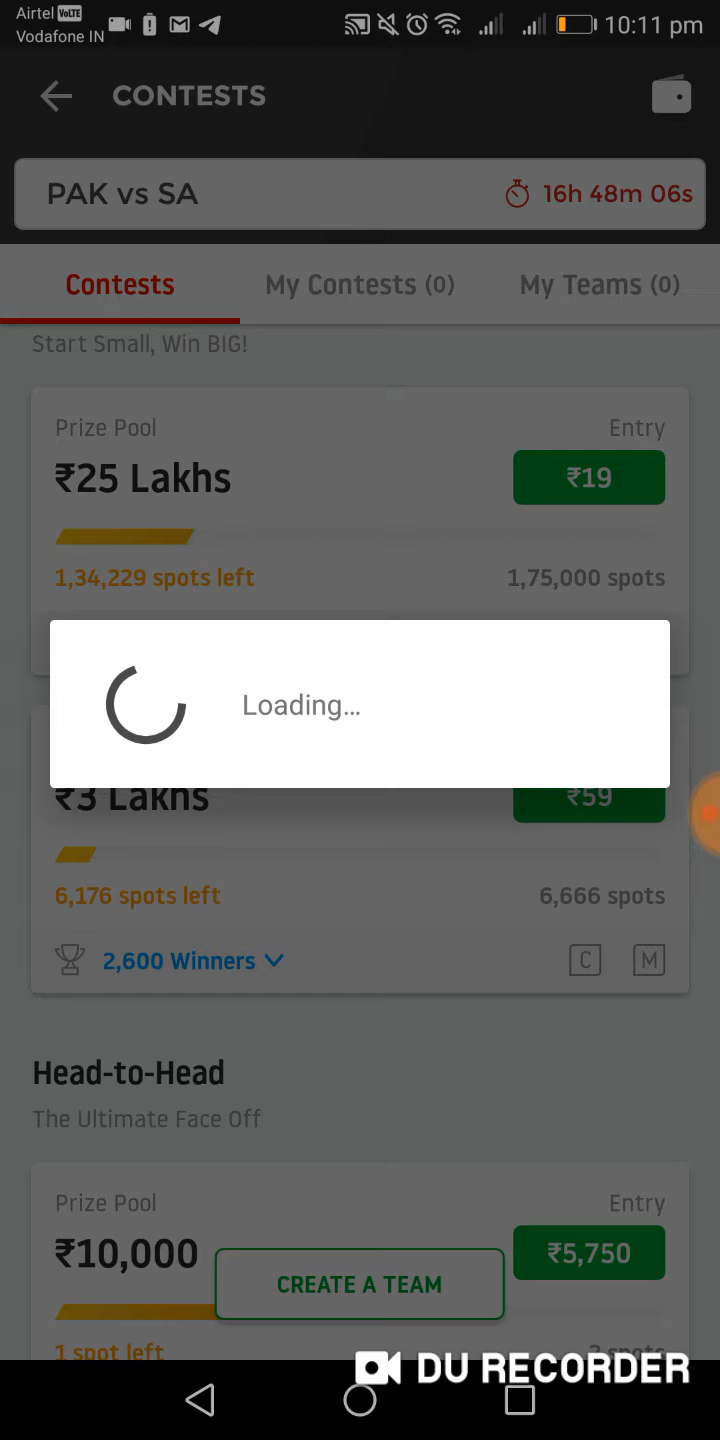 Airtel VoLTE
Vodafone IN
10:11 pm
CONTESTS
PAK vs SA
16h 48m 06s
Contests
My Contests (0)
My Teams (0)
Start Small, Win BIG!
Prize Pool
Entry
₹25 Lakhs
₹19
1,34,229 spots left
1,75,000 spots
Loading...
₹3 Lakhs
₹59
6,176 spots left
6,666 spots
2,600 Winners
C
M
Head-to-Head
The Ultimate Face Off
Prize Pool
Entry
₹10,000
₹5,750
CREATE A TEAM
1 spot left
2 spots
DU RECORDER